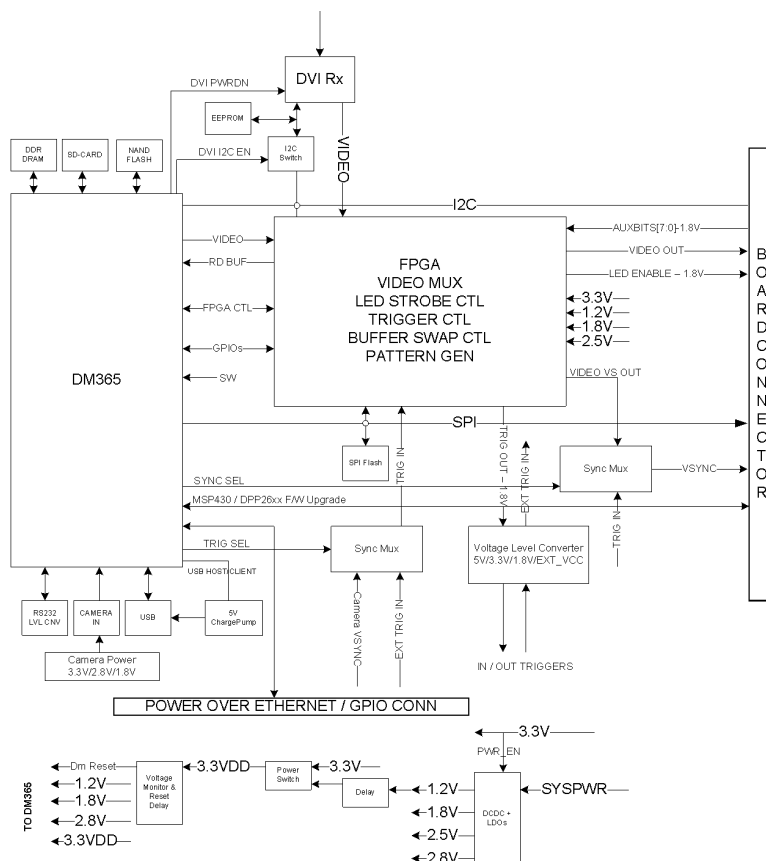 DVI Rx
DVI PWRDN
EEPROM
VIDEO
DDR
DRAM
SD-CARD
NAND
FLASH
DVI I2C EN
I2C
Switch
I2C
AUXBITS[7:0]-1.8V
VIDEO
VIDEO OUT
RD BUF
LED ENABLE – 1.8V
FPGA
VIDEO MUX
LED STROBE CTL
TRIGGER CTL
BUFFER SWAP CTL
PATTERN GEN
3.3V
1.2V
1.8V
2.5V
FPGA CTL
GPIOs
SW
DM365
BOARD CONNECTOR
VIDEO VS OUT
SPI
SPI Flash
TRIG IN
TRIG OUT – 1.8V
EXT TRIG IN
Sync Mux
VSYNC
TRIG IN
SYNC SEL
MSP430 / DPP26xx F/W Upgrade
TRIG SEL
Sync Mux
Voltage Level Converter
5V/3.3V/1.8V/EXT_VCC
USB HOST/CLIENT
RS232
LVL CNV
CAMERA
IN
USB
5V
ChargePump
Camera VSYNC
EXT TRIG IN
Camera Power
3.3V/2.8V/1.8V
IN / OUT TRIGGERS
POWER OVER ETHERNET / GPIO CONN
3.3V
PWR_EN
TO DM365
Dm Reset
1.2V
1.8V
2.8V
3.3VDD
Voltage
Monitor &
Reset
Delay
3.3VDD
Power
Switch
3.3V
Delay
1.2V
1.8V
2.5V
2.8V
DCDC +
LDOs
SYSPWR